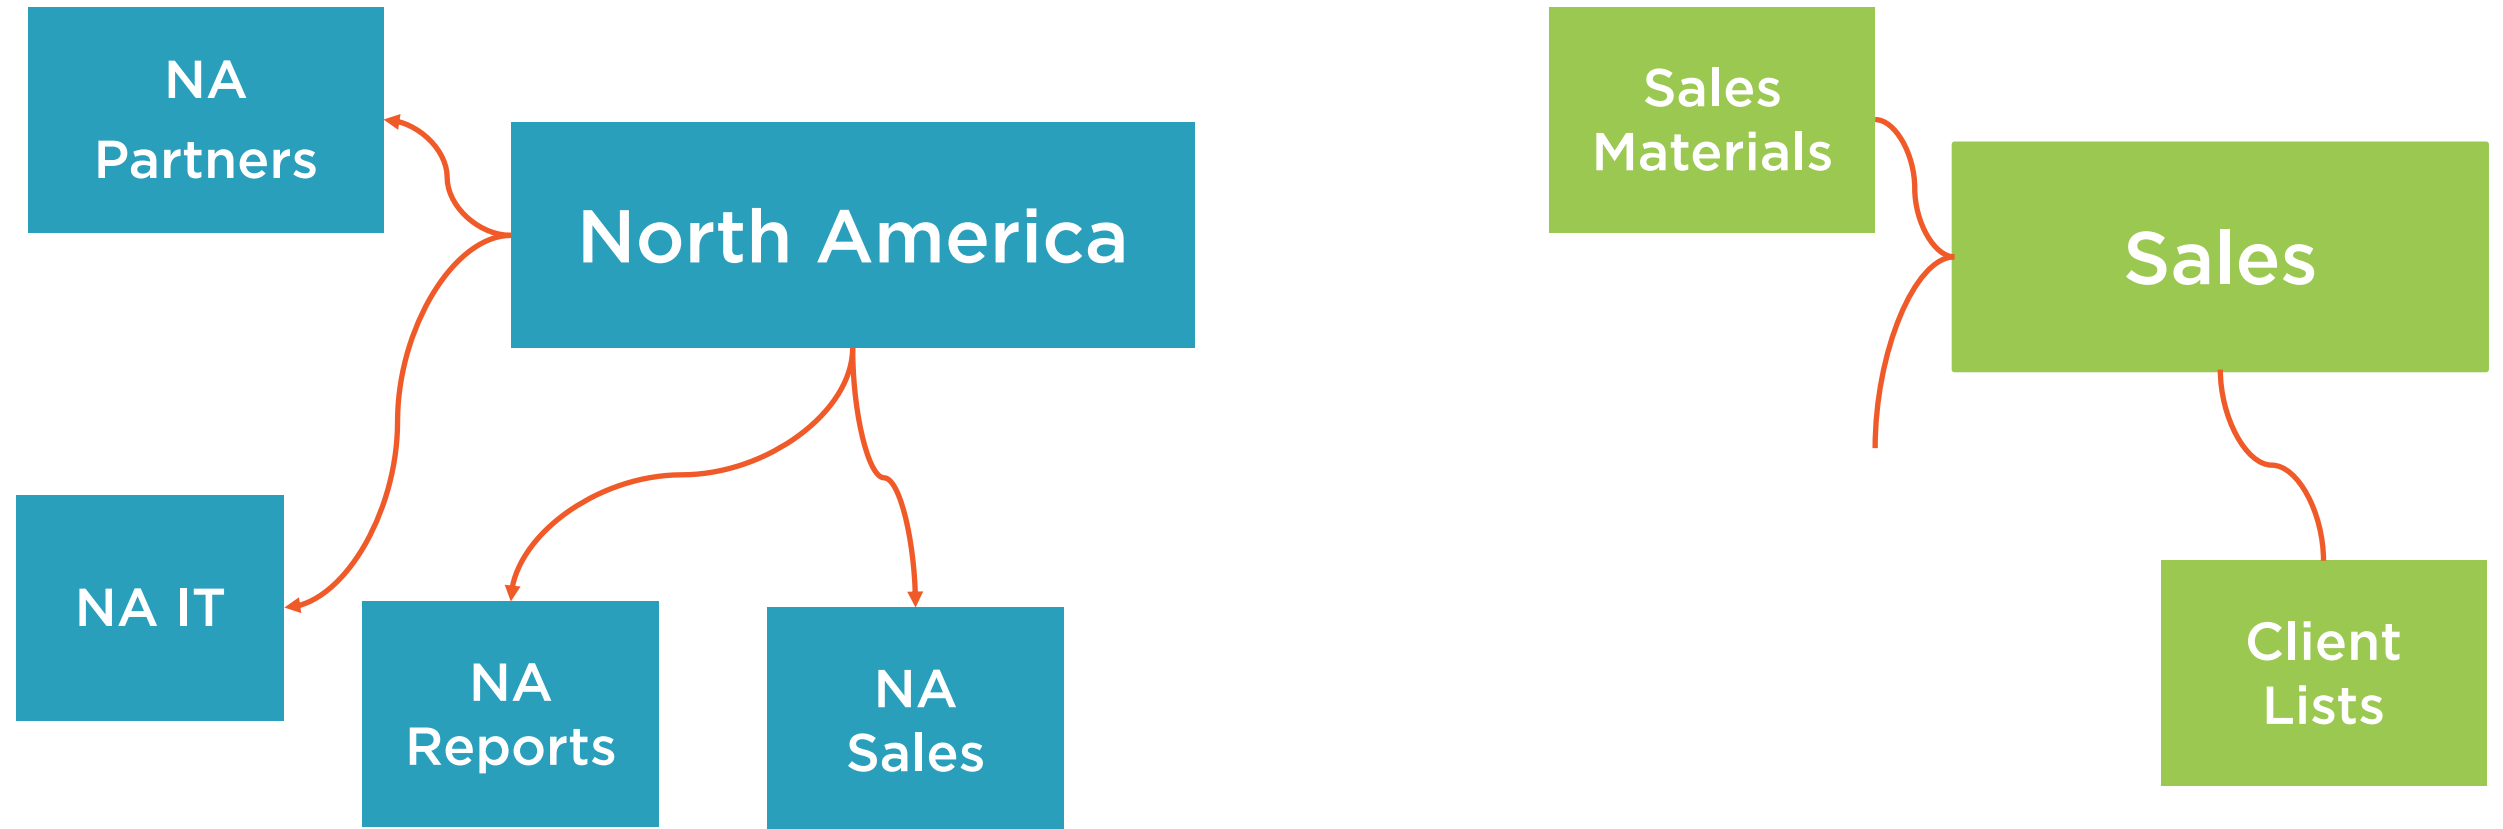 NA
Partners
North America
NA IT
NA
Reports
NA
Sales
Sales
Materials
Sales
Client
Lists